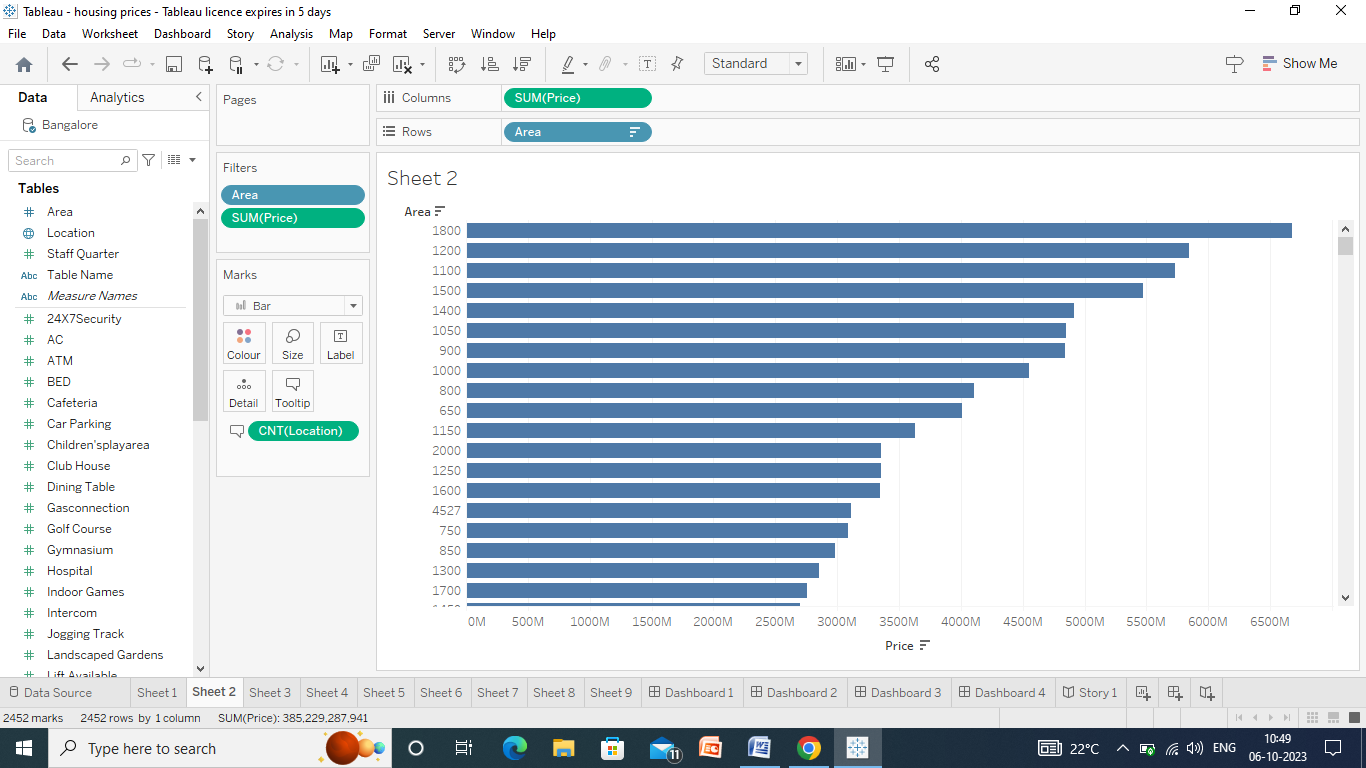 Tableau - housing prices - Tableau licence expires in 5 days
File Data Worksheet Dashboard Story Analysis Map Format Server Window Help
Standard
Show Me
Data Analytics
Bangalore
Search
Tables
Area
Location
Staff Quarter
Abc Table Name
Abc Measure Names
24X7Security
AC
ATM
BED
Cafeteria
Car Parking
Children'splayarea
Club House
Dining Table
Gasconnection
Golf Course
Gymnasium
Hospital
Indoor Games
Intercom
Jogging Track
Landscaped Gardens
Lift Available
Pages
Filters
Area
SUM(Price)
Marks
Bar
Colour Size Label
Detail Tooltip
CNT(Location)
Columns SUM(Price)
Rows Area
Sheet 2
Area
1800
1200
1100
1500
1400
1050
900
1000
800
650
1150
2000
1250
1600
4527
750
850
1300
1700
0M 500M 1000M 1500M 2000M 2500M 3000M 3500M 4000M 4500M 5000M 5500M 6000M 6500M
Price
Data Source Sheet 1 Sheet 2 Sheet 3 Sheet 4 Sheet 5 Sheet 6 Sheet 7 Sheet 8 Sheet 9 Dashboard 1 Dashboard 2 Dashboard 3 Dashboard 4 Story 1
2452 marks 2452 rows by 1 column SUM(Price): 385,229,287,941
Type here to search
11
22°C
ENG
10:49
06-10-2023